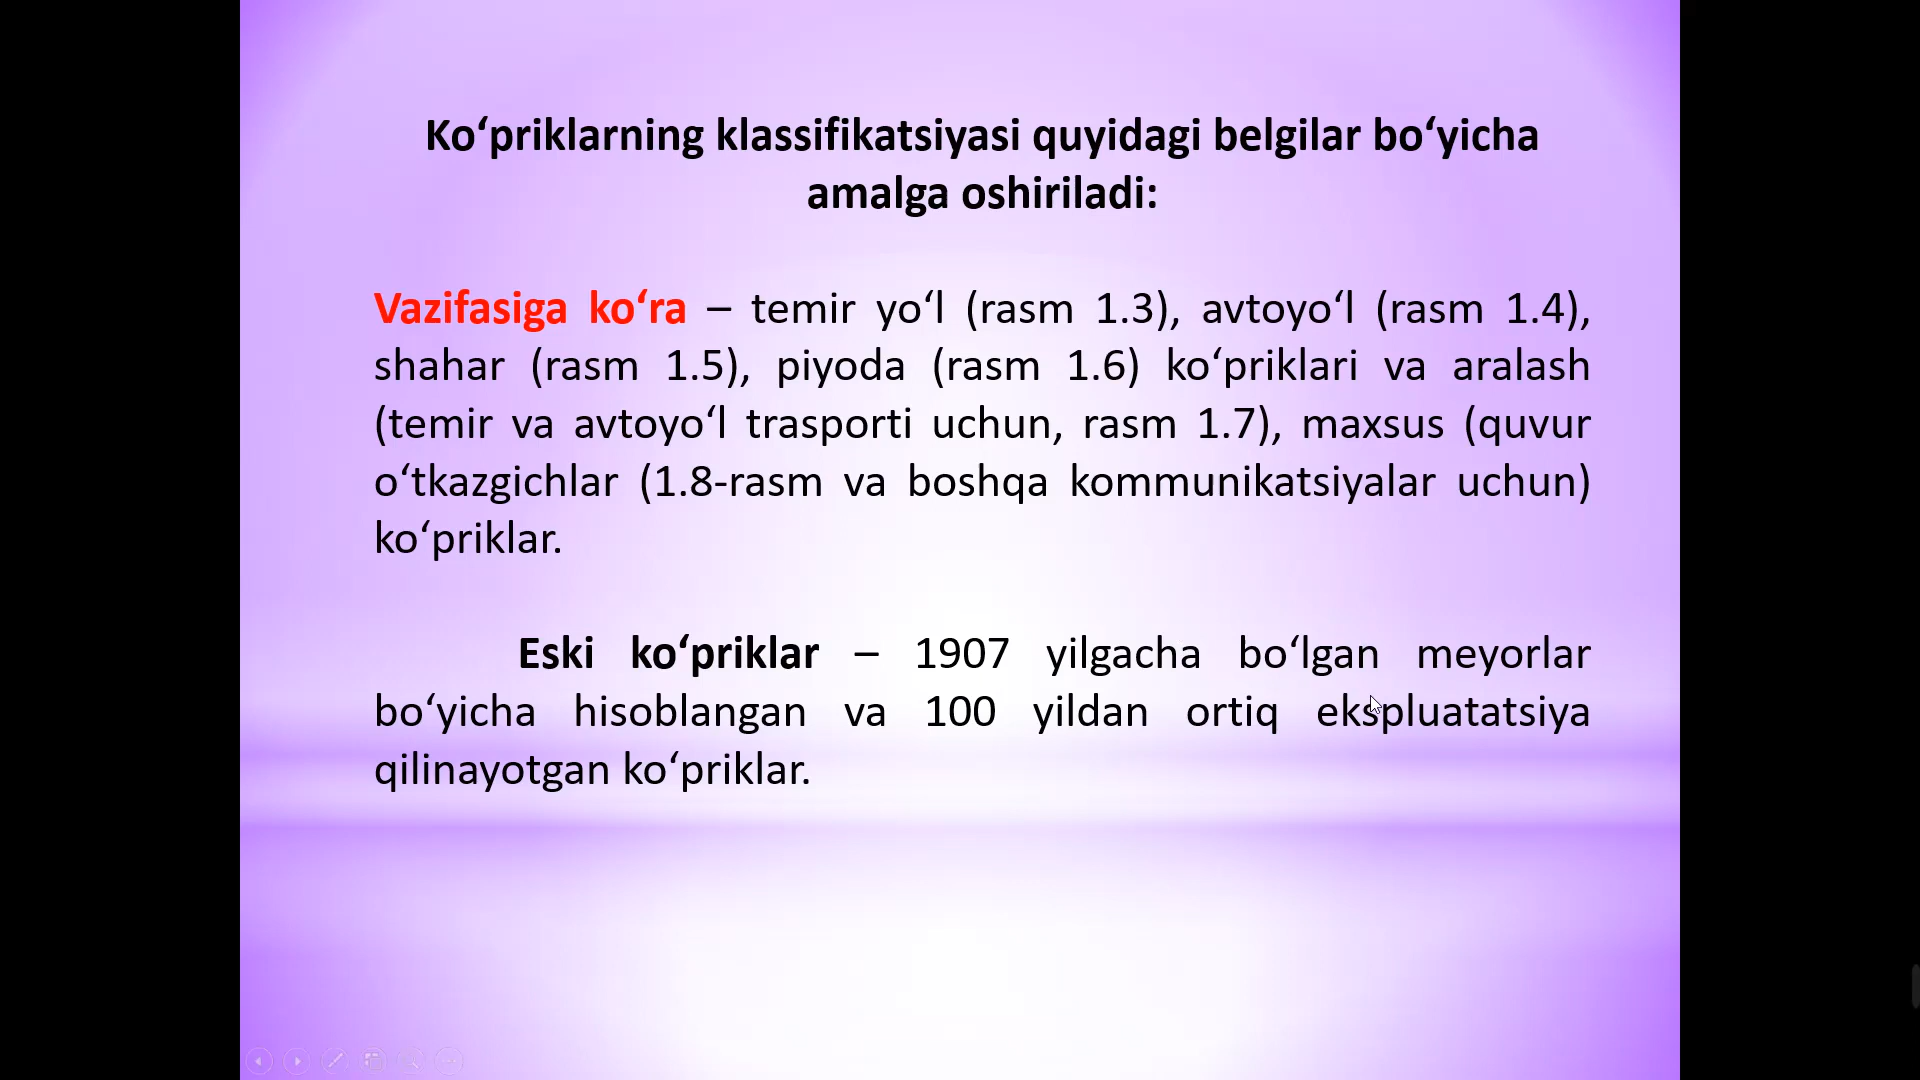 Ko‘priklarning klassifikatsiyasi quyidagi belgilar bo‘yicha
amalga oshiriladi:
Vazifasiga ko‘ra – temir yo‘l (rasm 1.3), avtoyo‘l (rasm 1.4),
shahar (rasm 1.5), piyoda (rasm 1.6) ko‘priklari va aralash
(temir va avtoyo‘l trasporti uchun, rasm 1.7), maxsus (quvur
o‘tkazgichlar (1.8-rasm va boshqa kommunikatsiyalar uchun)
ko‘priklar.
Eski ko‘priklar – 1907 yilgacha bo‘lgan meyorlar
bo‘yicha hisoblangan va 100 yildan ortiq ekspluatatsiya
qilinayotgan ko‘priklar.